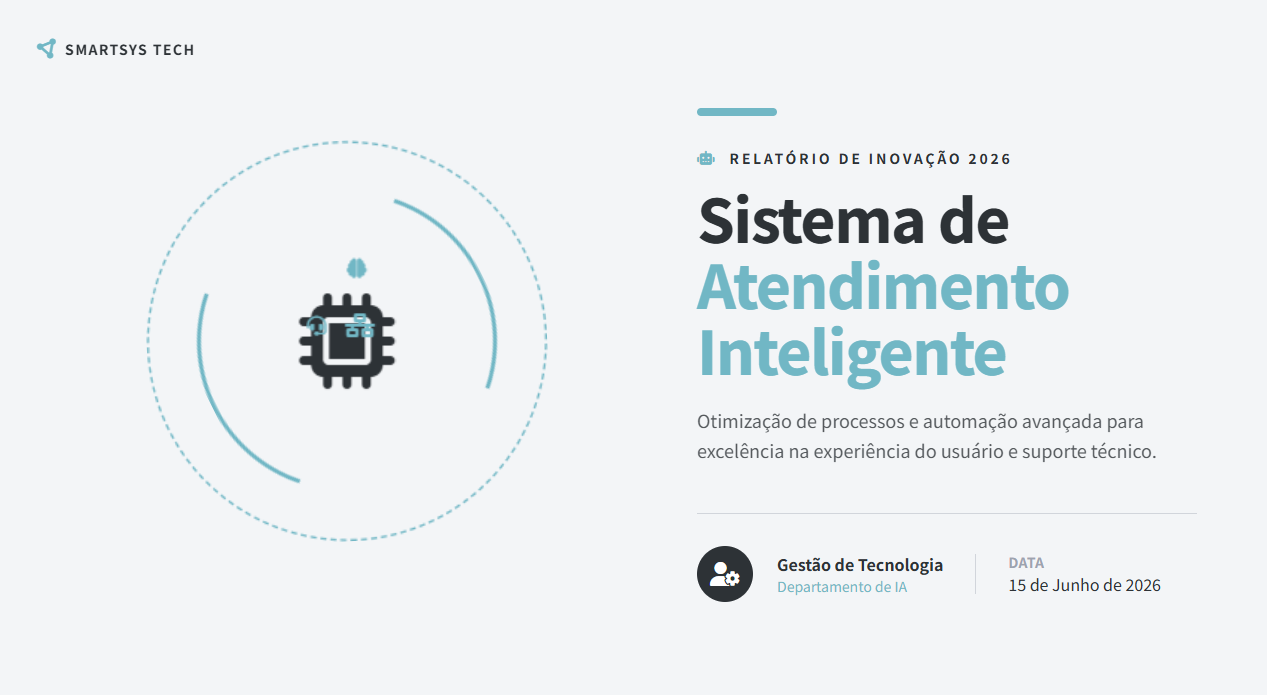 SMARTSYS TECH
RELATÓRIO DE INOVAÇÃO 2026
Sistema de
Atendimento
Inteligente
Otimização de processos e automação avançada para
excelência na experiência do usuário e suporte técnico.
Gestão de Tecnologia
Departamento de IA
DATA
15 de Junho de 2026